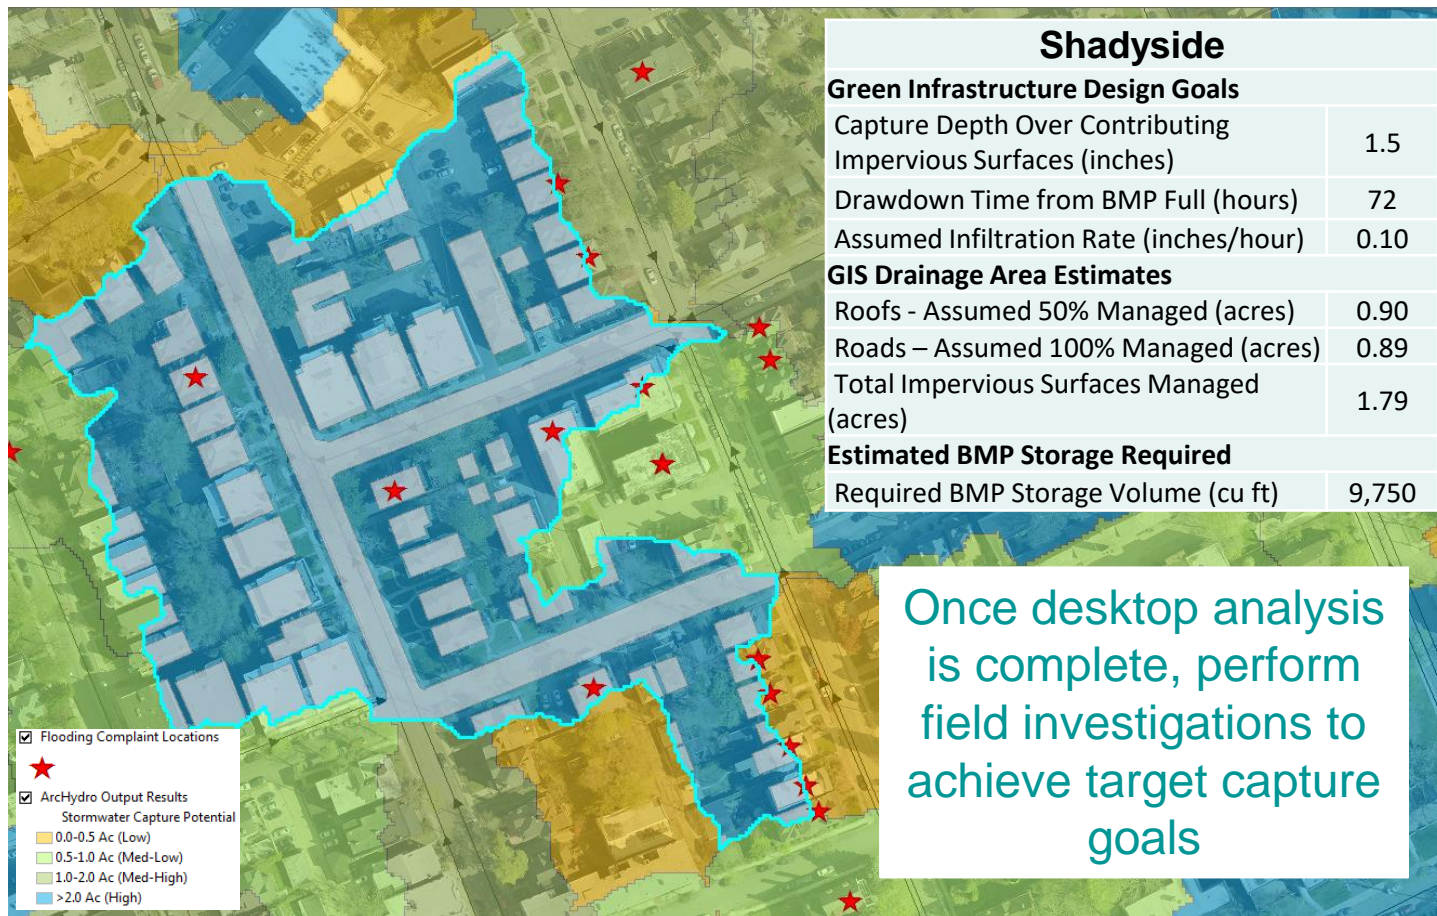 Shadyside
Green Infrastructure Design Goals
Capture Depth Over Contributing
Impervious Surfaces (inches)
1.5
Drawdown Time from BMP Full (hours)
72
Assumed Infiltration Rate (inches/hour)
0.10
GIS Drainage Area Estimates
Roofs - Assumed 50% Managed (acres)
0.90
Roads – Assumed 100% Managed (acres)
0.89
Total Impervious Surfaces Managed
(acres)
1.79
Estimated BMP Storage Required
Required BMP Storage Volume (cu ft)
9,750
Once desktop analysis
is complete, perform
field investigations to
achieve target capture
goals
Flooding Complaint Locations
ArcHydro Output Results
Stormwater Capture Potential
0.0-0.5 Ac (Low)
0.5-1.0 Ac (Med-Low)
1.0-2.0 Ac (Med-High)
>2.0 Ac (High)